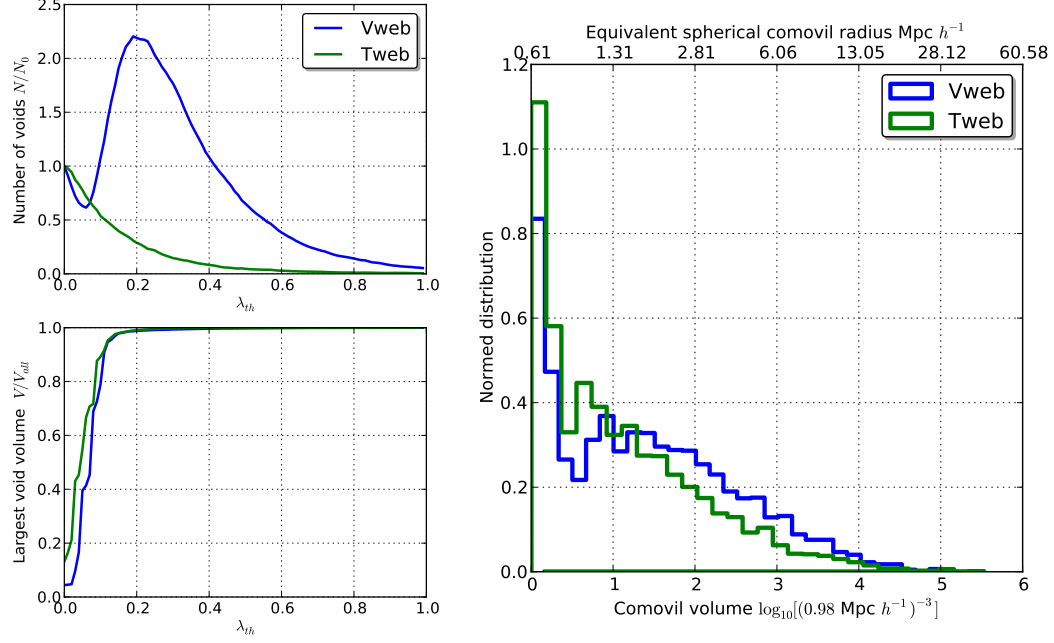 2.5
2.0
1.5
1.0
0.5
0.0
Number of voids N/N_0
Vweb
Tweb
0.0 0.2 0.4 0.6 0.8 1.0
λ_th
1.0
0.8
0.6
0.4
0.2
0.0
Largest void volume V/V_all
0.0 0.2 0.4 0.6 0.8 1.0
λ_th
Equivalent spherical comovil radius Mpc h^−1
0.61 1.31 2.81 6.06 13.05 28.12 60.58
1.2
1.0
0.8
0.6
0.4
0.2
0.0
Normed distribution
Vweb
Tweb
0 1 2 3 4 5 6
Comovil volume log_10[(0.98 Mpc h^−1)^−3]